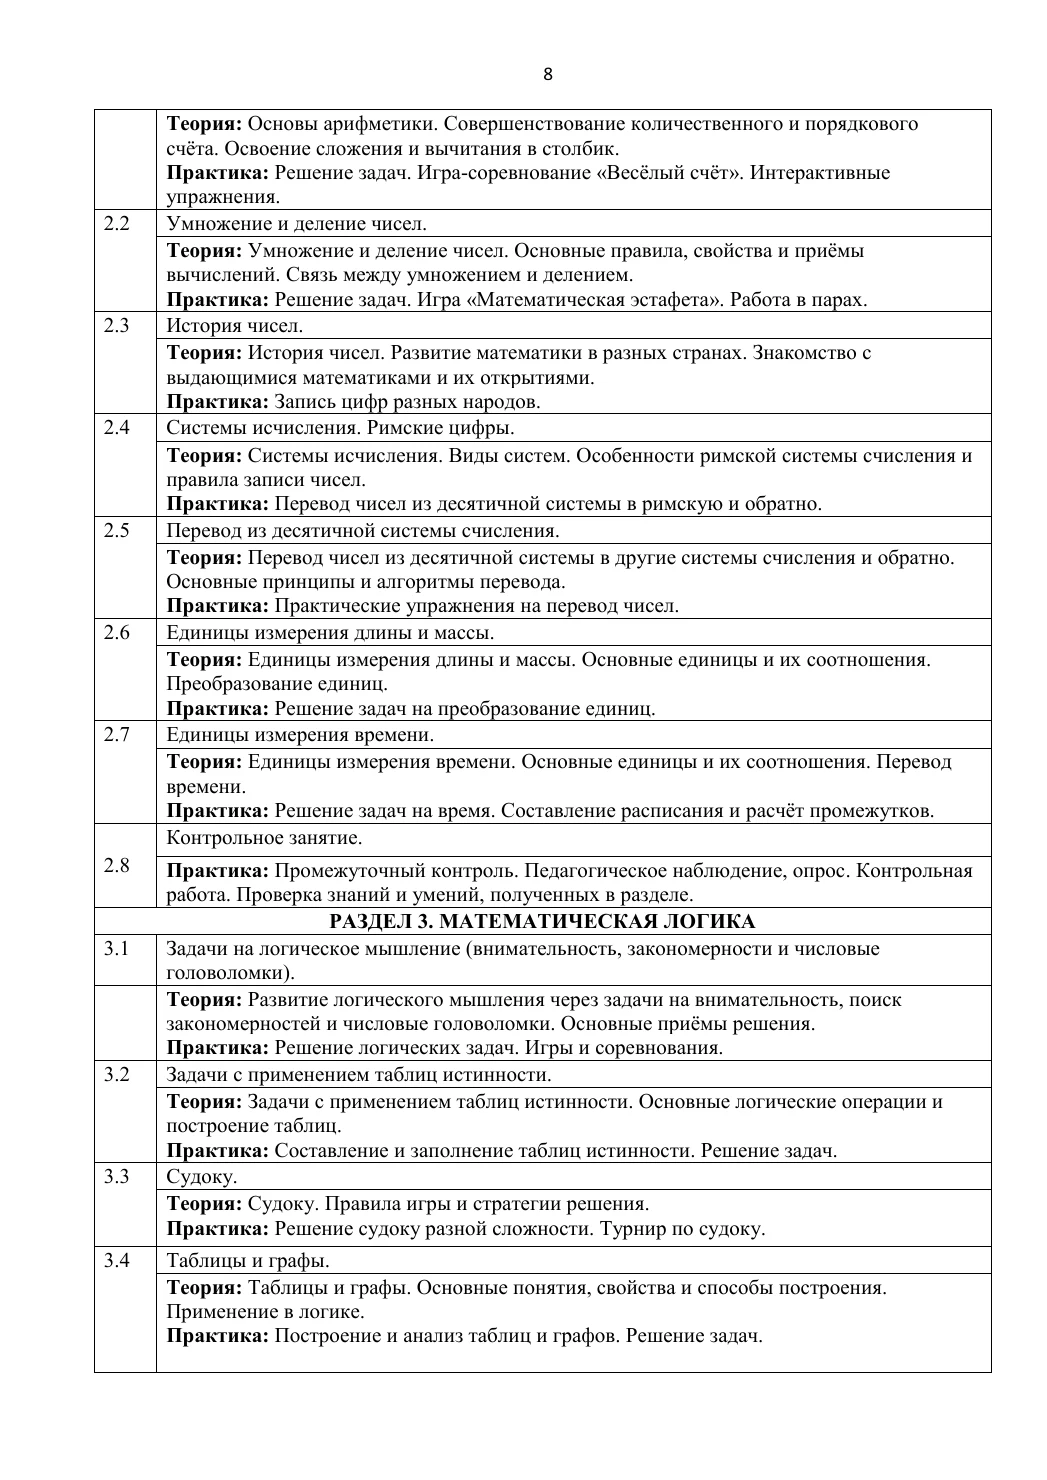 8
Теория: Основы арифметики. Совершенствование количественного и порядкового
счёта. Освоение сложения и вычитания в столбик.
Практика: Решение задач. Игра-соревнование «Весёлый счёт». Интерактивные
упражнения.
2.2 Умножение и деление чисел.
Теория: Умножение и деление чисел. Основные правила, свойства и приёмы
вычислений. Связь между умножением и делением.
Практика: Решение задач. Игра «Математическая эстафета». Работа в парах.
2.3 История чисел.
Теория: История чисел. Развитие математики в разных странах. Знакомство с
выдающимися математиками и их открытиями.
Практика: Запись цифр разных народов.
2.4 Системы исчисления. Римские цифры.
Теория: Системы исчисления. Виды систем. Особенности римской системы счисления и
правила записи чисел.
Практика: Перевод чисел из десятичной системы в римскую и обратно.
2.5 Перевод из десятичной системы счисления.
Теория: Перевод чисел из десятичной системы в другие системы счисления и обратно.
Основные принципы и алгоритмы перевода.
Практика: Практические упражнения на перевод чисел.
2.6 Единицы измерения длины и массы.
Теория: Единицы измерения длины и массы. Основные единицы и их соотношения.
Преобразование единиц.
Практика: Решение задач на преобразование единиц.
2.7 Единицы измерения времени.
Теория: Единицы измерения времени. Основные единицы и их соотношения. Перевод
времени.
Практика: Решение задач на время. Составление расписания и расчёт промежутков.
Контрольное занятие.
2.8
Практика: Промежуточный контроль. Педагогическое наблюдение, опрос. Контрольная
работа. Проверка знаний и умений, полученных в разделе.
РАЗДЕЛ 3. МАТЕМАТИЧЕСКАЯ ЛОГИКА
3.1 Задачи на логическое мышление (внимательность, закономерности и числовые
головоломки).
Теория: Развитие логического мышления через задачи на внимательность, поиск
закономерностей и числовые головоломки. Основные приёмы решения.
Практика: Решение логических задач. Игры и соревнования.
3.2 Задачи с применением таблиц истинности.
Теория: Задачи с применением таблиц истинности. Основные логические операции и
построение таблиц.
Практика: Составление и заполнение таблиц истинности. Решение задач.
3.3 Судоку.
Теория: Судоку. Правила игры и стратегии решения.
Практика: Решение судоку разной сложности. Турнир по судоку.
3.4 Таблицы и графы.
Теория: Таблицы и графы. Основные понятия, свойства и способы построения.
Применение в логике.
Практика: Построение и анализ таблиц и графов. Решение задач.